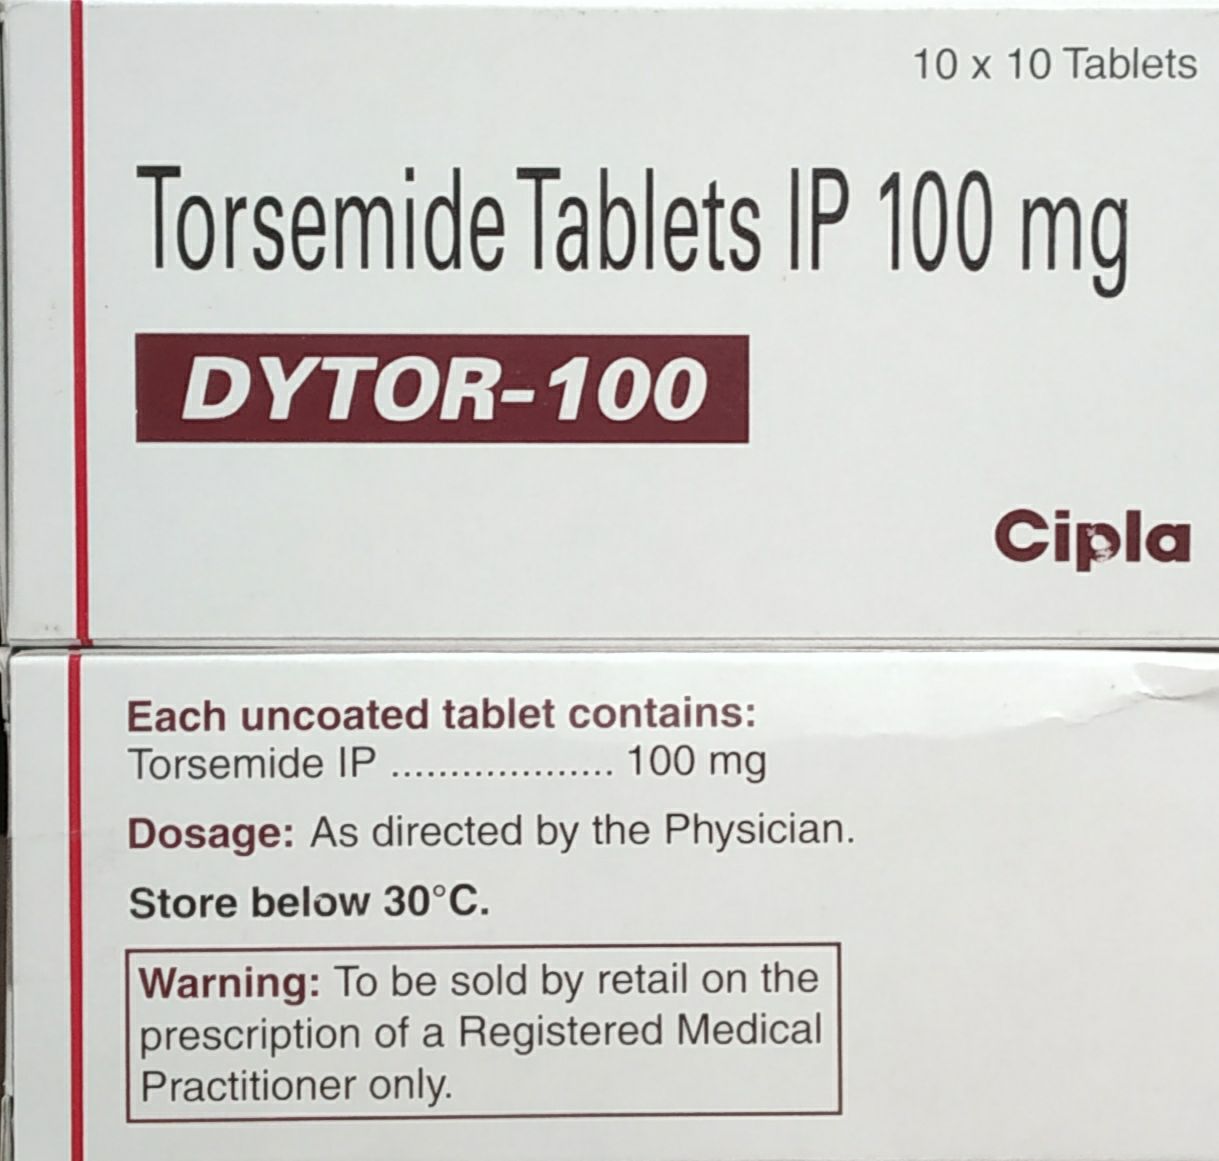 10 x 10 Tablets
Torsemide Tablets IP 100 mg
DYTOR-100
Cipla
Each uncoated tablet contains:
Torsemide IP ................... 100 mg
Dosage: As directed by the Physician.
Store below 30°C.
Warning: To be sold by retail on the
prescription of a Registered Medical
Practitioner only.